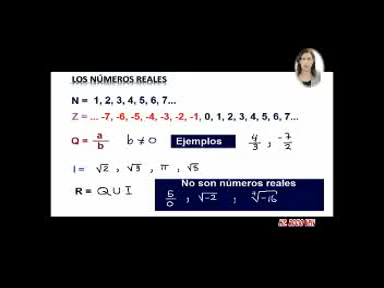 LOS NÚMEROS REALES
N = 1, 2, 3, 4, 5, 6, 7...
Z = ... -7, -6, -5, -4, -3, -2, -1, 0, 1, 2, 3, 4, 5, 6, 7...
Q = a/b b ≠ 0 Ejemplos 4/3 , -7/2
I = √2 , √3 , π , √5
R = Q U I
No son números reales
5/0 , √-2 , ∜-16